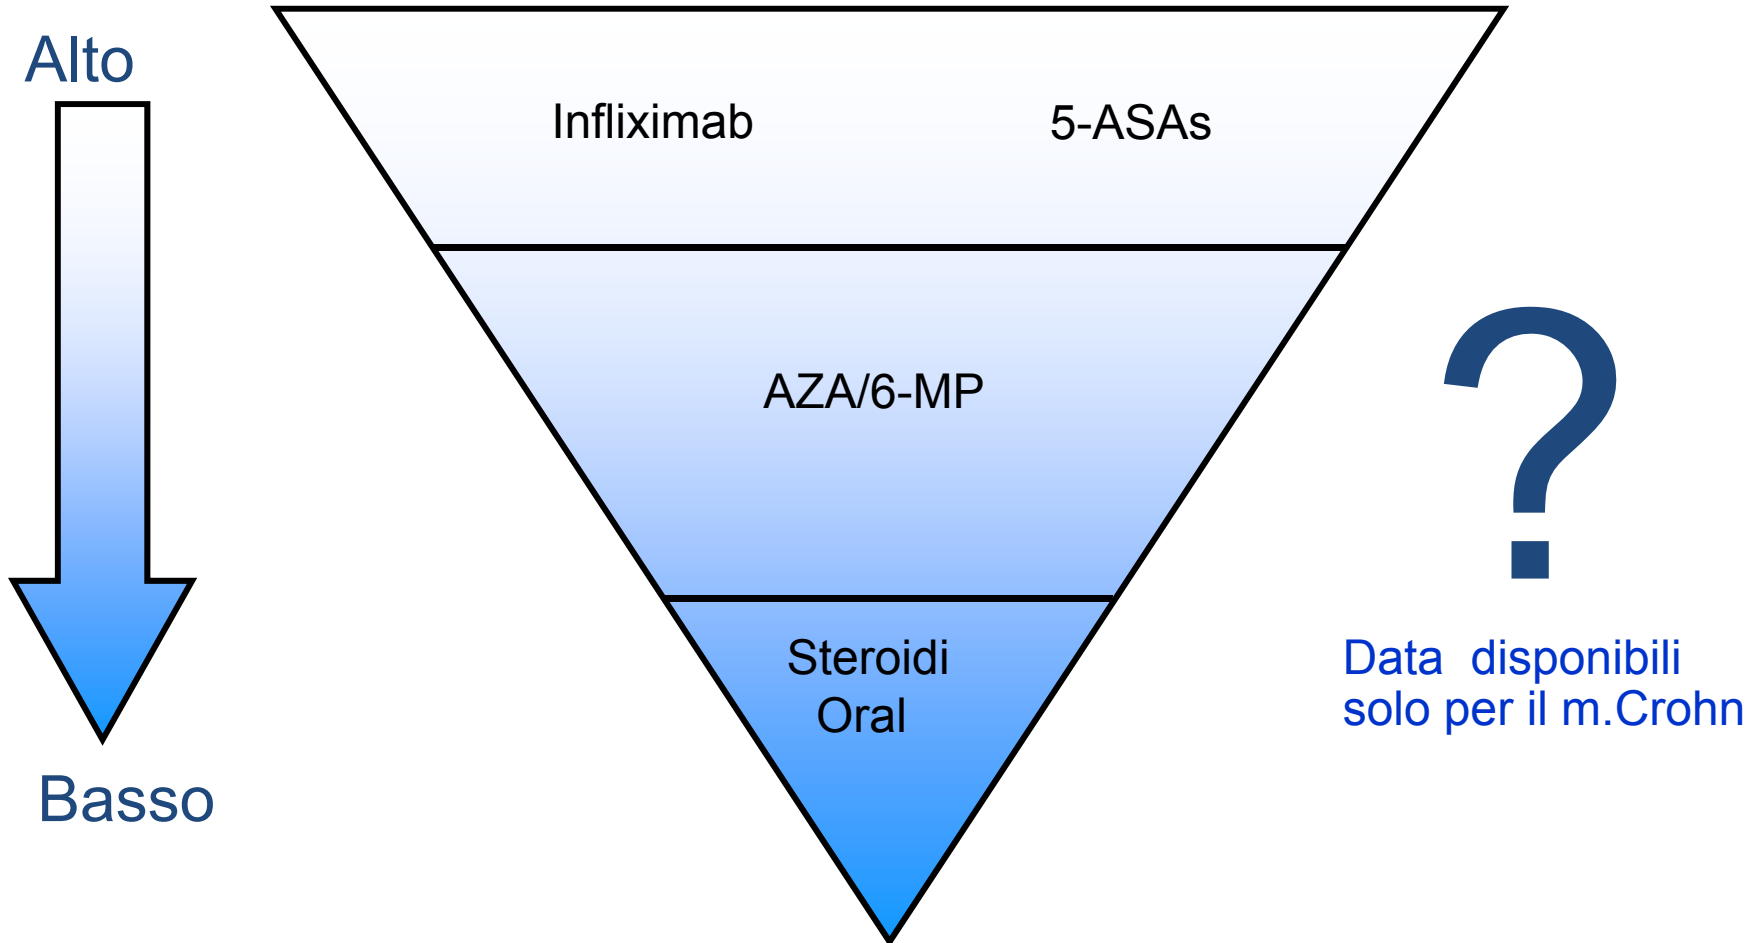 Alto
Infliximab
5-ASAs
AZA/6-MP
?
Steroidi
Oral
Data disponibili
solo per il m.Crohn
Basso